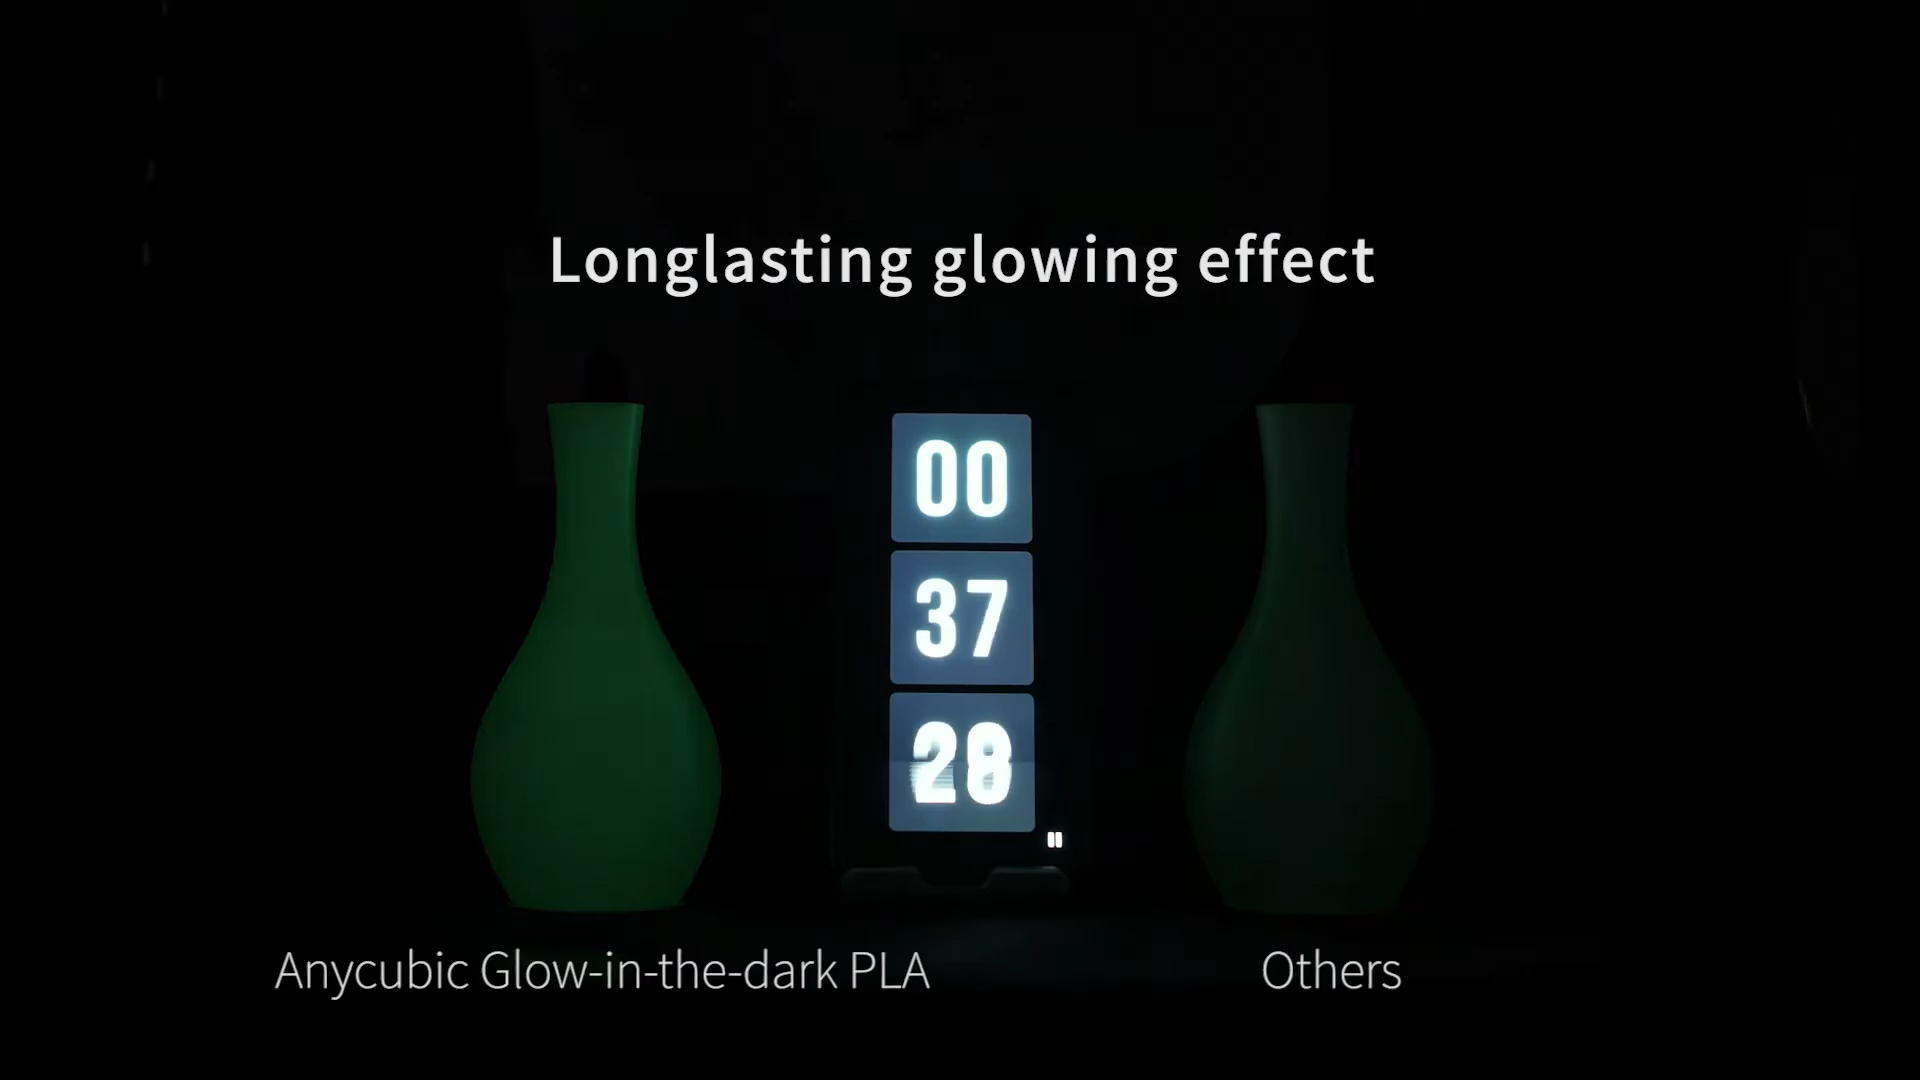 Longlasting glowing effect
00
37
28
Anycubic Glow-in-the-dark PLA
Others